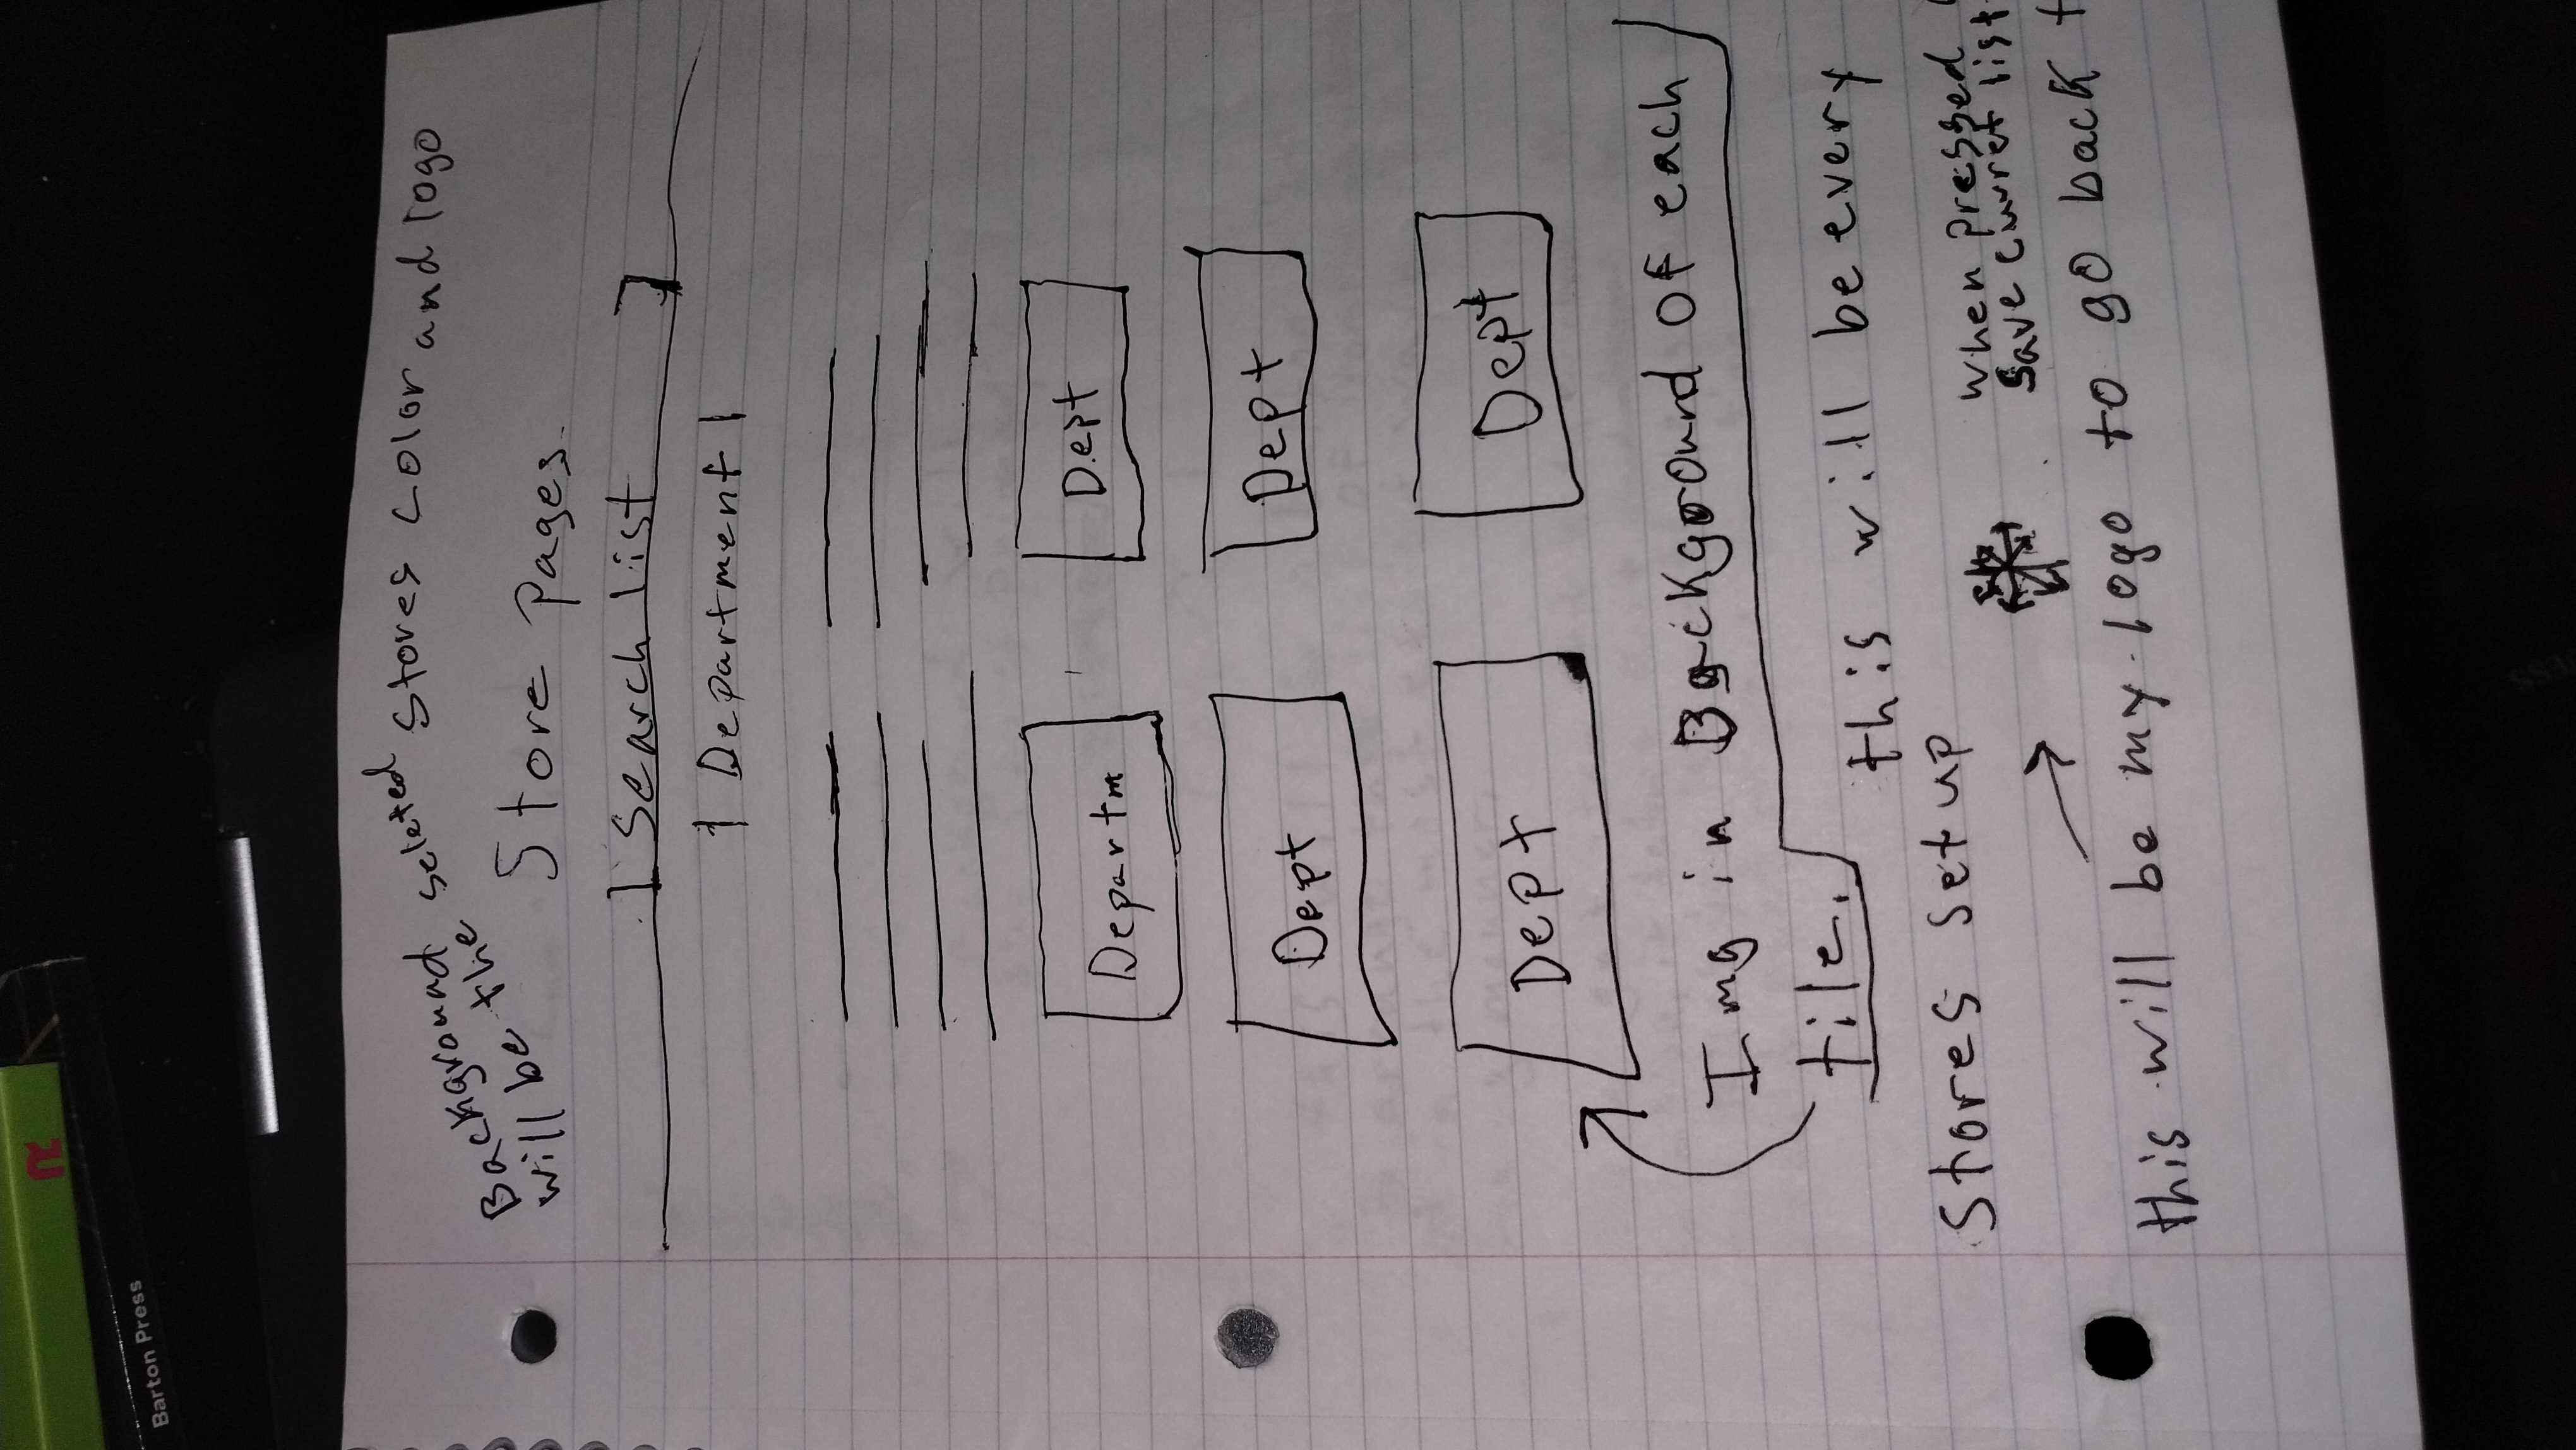 R
Barton Press
Background will be the seleted stores color and logo
Store pages.
Search list
Department
Departm
Dept
Dept
Dept
Dept
Dept
Img in Background of each
tile.
this will be every
Stores setup
when pressed
save curret list
this will be my logo to go back t